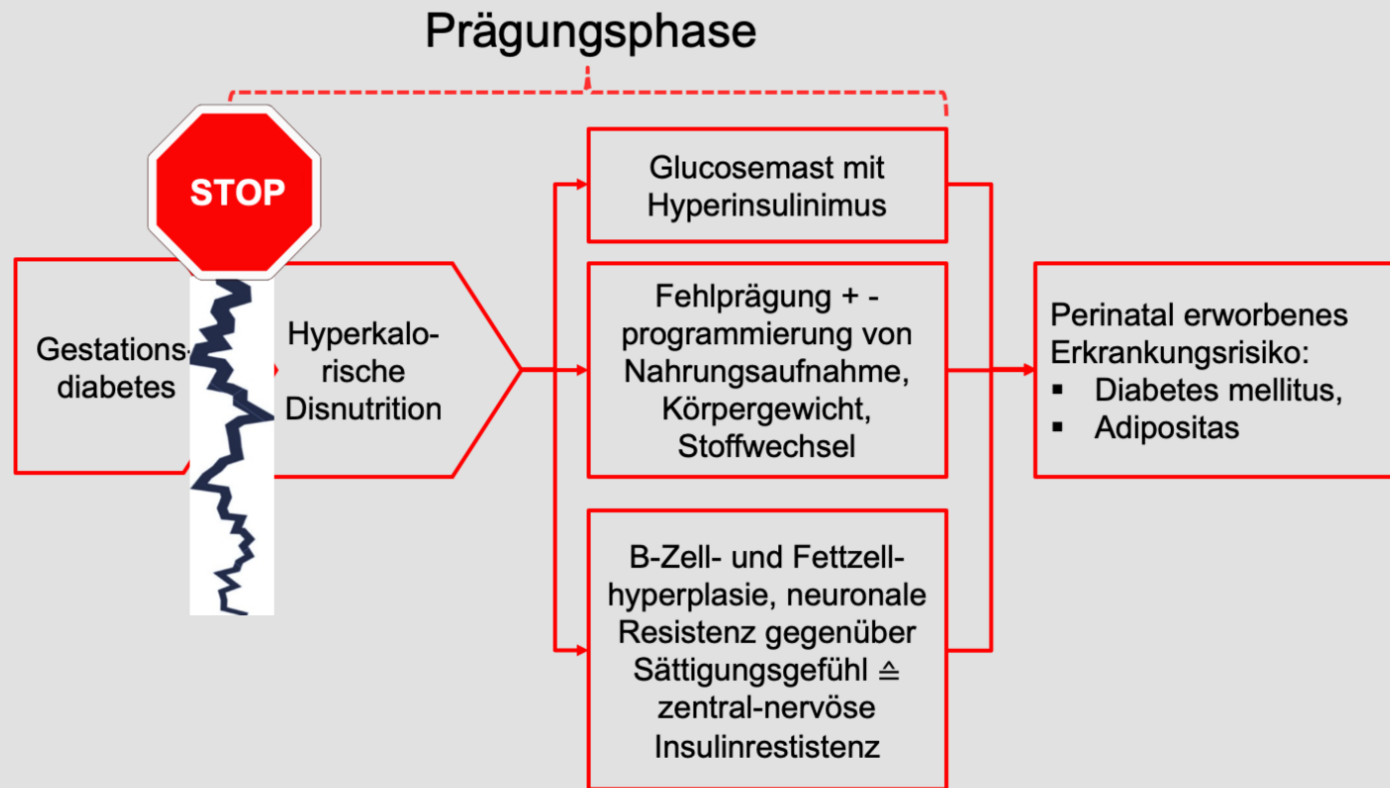 Prägungsphase
STOP
Gestations-
diabetes
Hyperkalo-
rische
Disnutrition
Glucosemast mit
Hyperinsulinimus
Fehlprägung + -
programmierung von
Nahrungsaufnahme,
Körpergewicht,
Stoffwechsel
B-Zell- und Fettzell-
hyperplasie, neuronale
Resistenz gegenüber
Sättigungsgefühl ≙
zentral-nervöse
Insulinrestistenz
Perinatal erworbenes
Erkrankungsrisiko:
▪ Diabetes mellitus,
▪ Adipositas